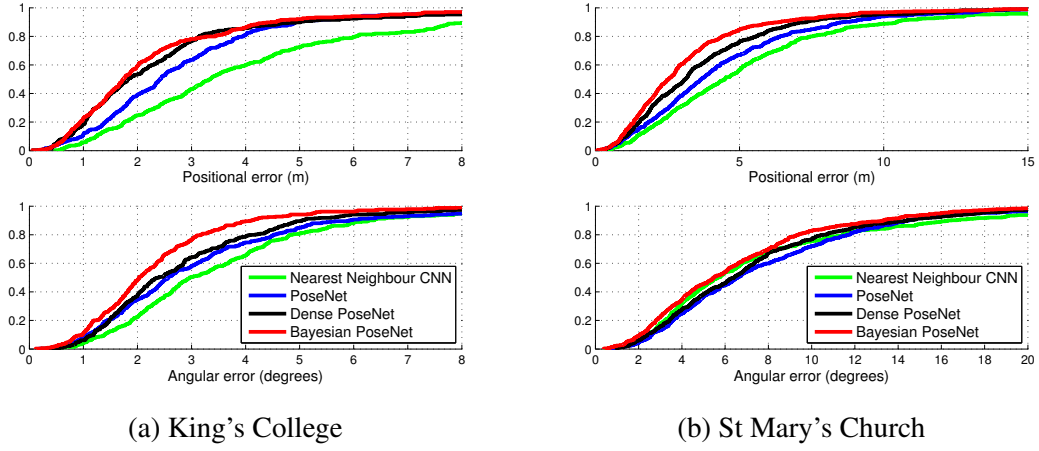 1
0.8
0.6
0.4
0.2
0
0 1 2 3 4 5 6 7 8
Positional error (m)
1
0.8
0.6
0.4
0.2
0
0 5 10 15
Positional error (m)
1
0.8
0.6
0.4
0.2
0
0 1 2 3 4 5 6 7 8
Angular error (degrees)
Nearest Neighbour CNN
PoseNet
Dense PoseNet
Bayesian PoseNet
1
0.8
0.6
0.4
0.2
0
0 2 4 6 8 10 12 14 16 18 20
Angular error (degrees)
Nearest Neighbour CNN
PoseNet
Dense PoseNet
Bayesian PoseNet
(a) King’s College
(b) St Mary’s Church